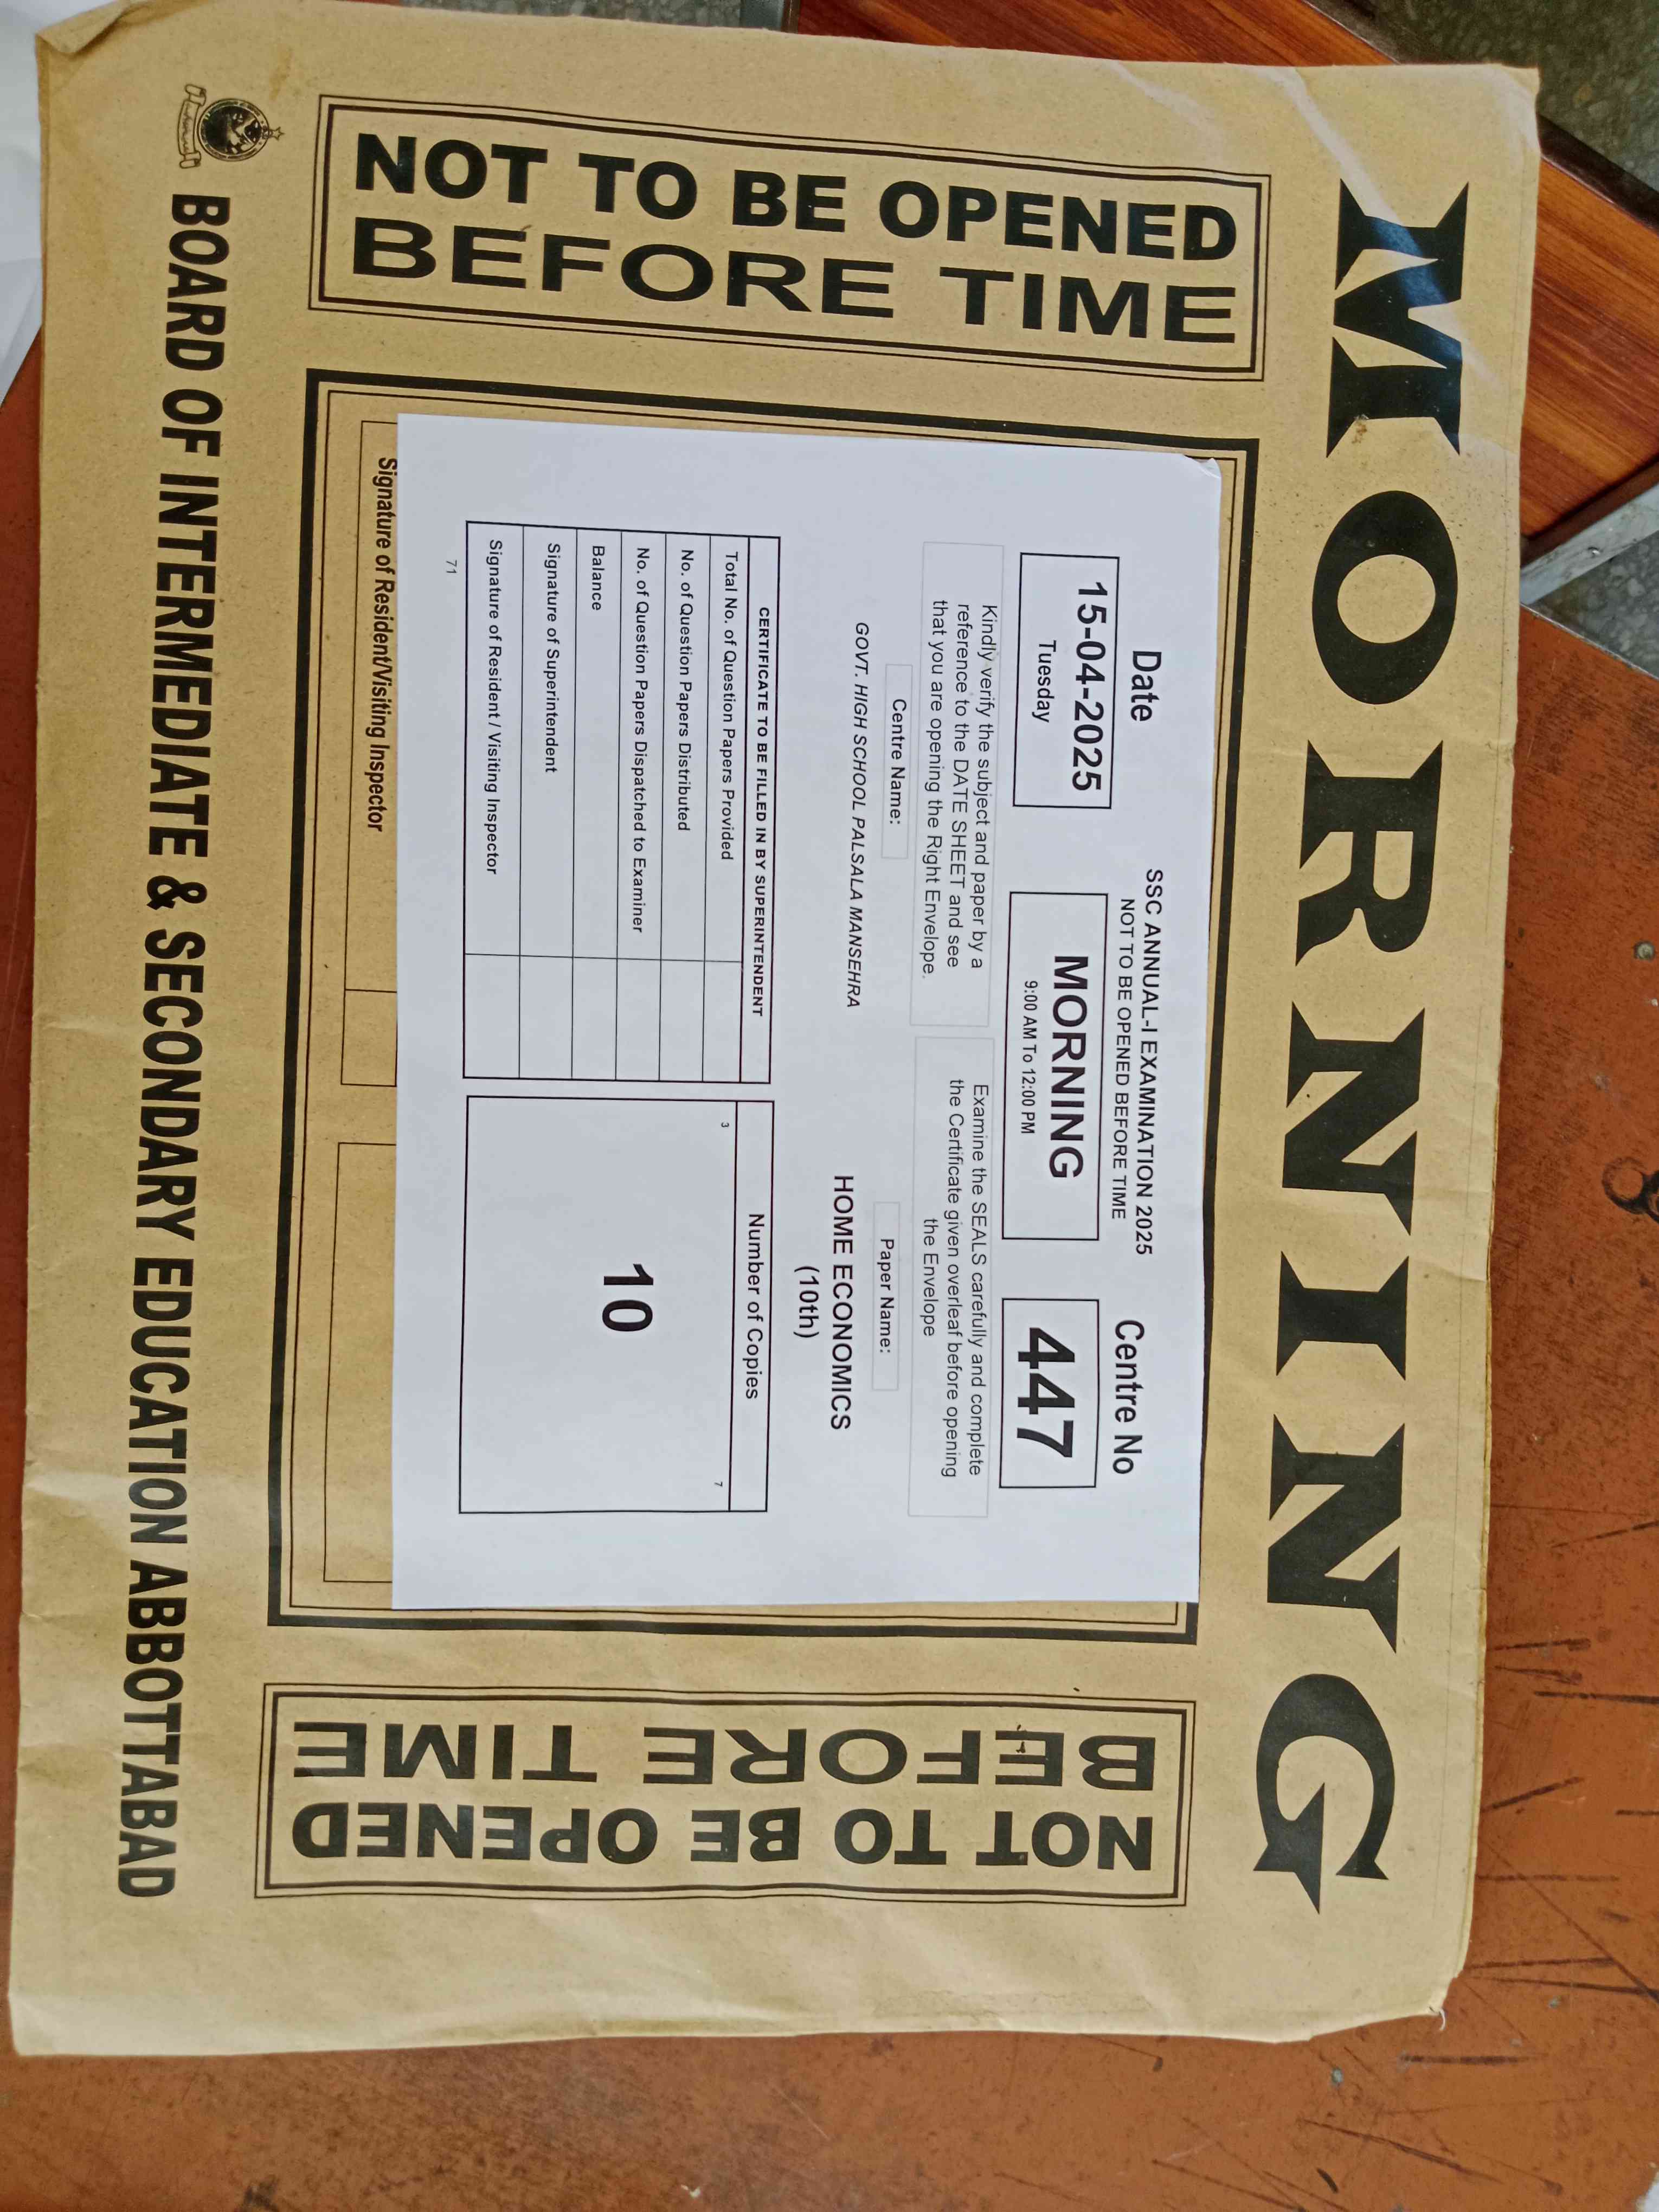 MORNING
NOT TO BE OPENED
BEFORE TIME
Date
15-04-2025
Tuesday
SSC ANNUAL-I EXAMINATION 2025
NOT TO BE OPENED BEFORE TIME
MORNING
9:00 AM To 12:00 PM
Centre No
447
Kindly verify the subject and paper by a
reference to the DATE SHEET and see
that you are opening the Right Envelope.
Examine the SEALS carefully and complete
the Certificate given overleaf before opening
the Envelope
Centre Name:
GOVT. HIGH SCHOOL PALSALA MANSEHRA
Paper Name:
HOME ECONOMICS
(10th)
CERTIFICATE TO BE FILLED IN BY SUPERINTENDENT
Total No. of Question Papers Provided
No. of Question Papers Distributed
No. of Question Papers Dispatched to Examiner
Balance
Signature of Superintendent
Signature of Resident / Visiting Inspector
Number of Copies
3
7
10
71
Signature of Resident/Visiting Inspector
NOT TO BE OPENED
BEFORE TIME
BOARD OF INTERMEDIATE & SECONDARY EDUCATION ABBOTTABAD